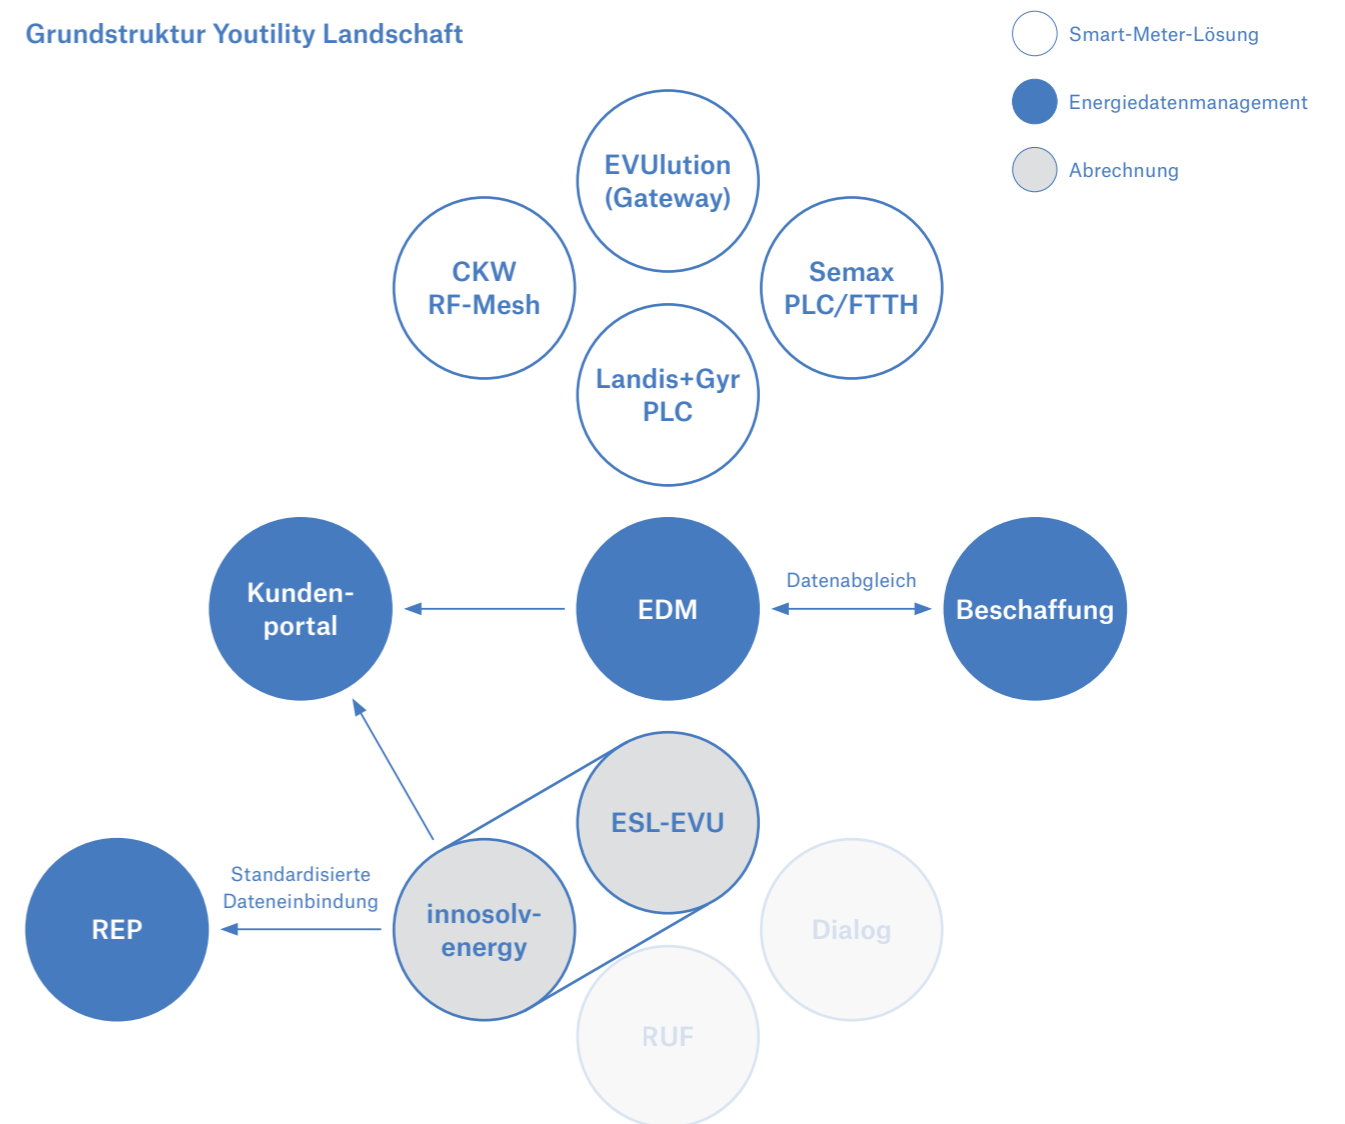 Grundstruktur Youtility Landschaft
Smart-Meter-Lösung
Energiedatenmanagement
Abrechnung
EVUlution
(Gateway)
CKW
RF-Mesh
Semax
PLC/FTTH
Landis+Gyr
PLC
Kunden-
portal
EDM
Datenabgleich
Beschaffung
ESL-EVU
REP
Standardisierte
Dateneinbindung
innosolv-
energy
Dialog
RUF